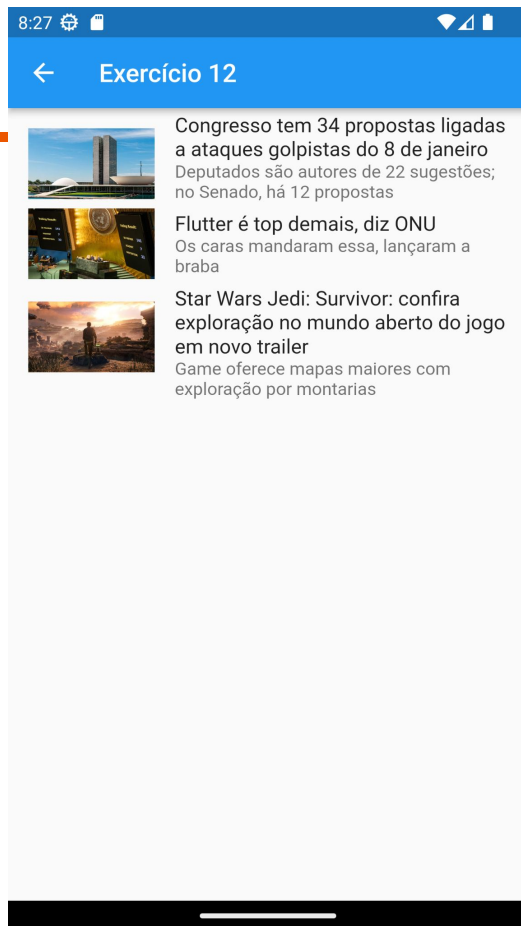 8:27
Exercício 12
Congresso tem 34 propostas ligadas
a ataques golpistas do 8 de janeiro
Deputados são autores de 22 sugestões;
no Senado, há 12 propostas
Flutter é top demais, diz ONU
Os caras mandaram essa, lançaram a
braba
Star Wars Jedi: Survivor: confira
exploração no mundo aberto do jogo
em novo trailer
Game oferece mapas maiores com
exploração por montarias